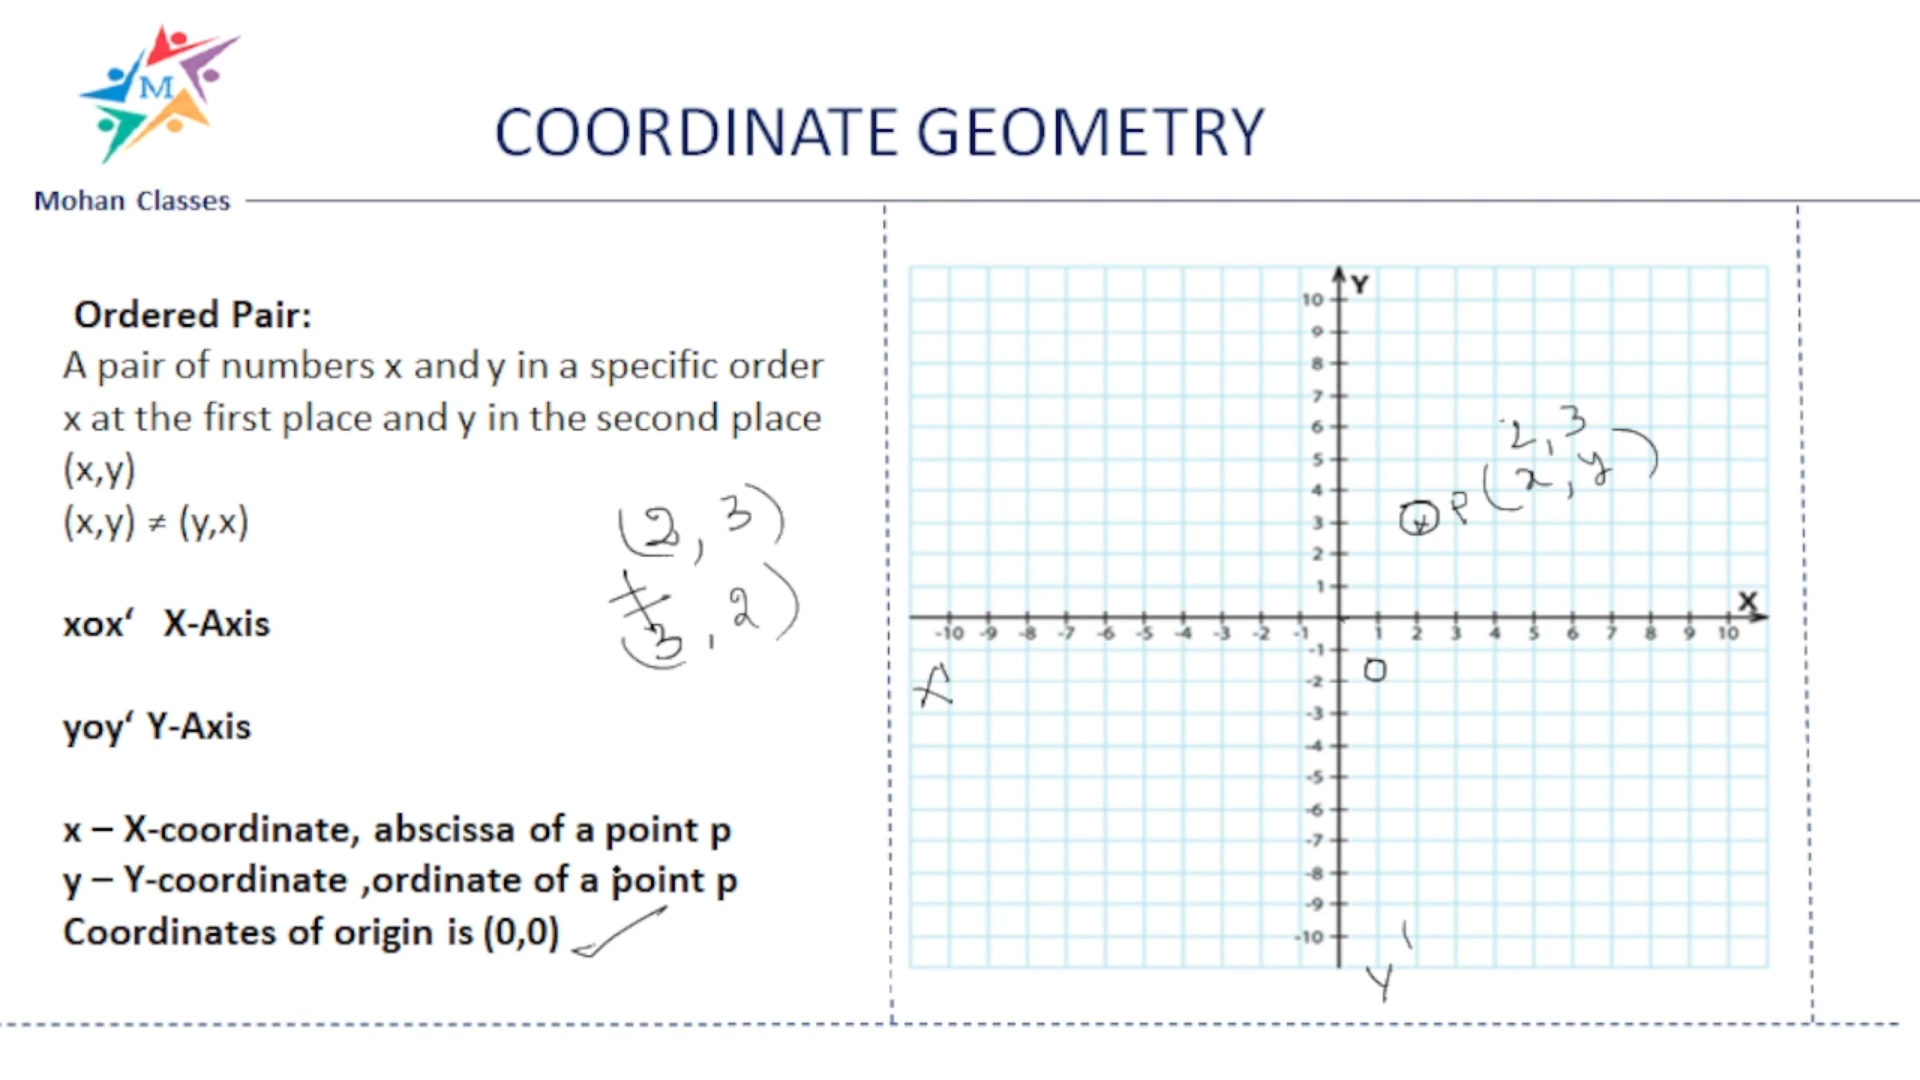 M
COORDINATE GEOMETRY
Mohan Classes
Ordered Pair:
A pair of numbers x and y in a specific order
x at the first place and y in the second place
(x,y)
(x,y) ≠ (y,x)
(2, 3)
≠
(3, 2)
xox‘ X-Axis
yoy‘ Y-Axis
x – X-coordinate, abscissa of a point p
y – Y-coordinate ,ordinate of a point p
Coordinates of origin is (0,0)
Y
10
9
8
7
6
5
4
3
2
1
2, 3
P (x, y)
X
-10 -9 -8 -7 -6 -5 -4 -3 -2 -1 1 2 3 4 5 6 7 8 9 10
-1
-2
-3
-4
-5
-6
-7
-8
-9
-10
X'
O
Y'